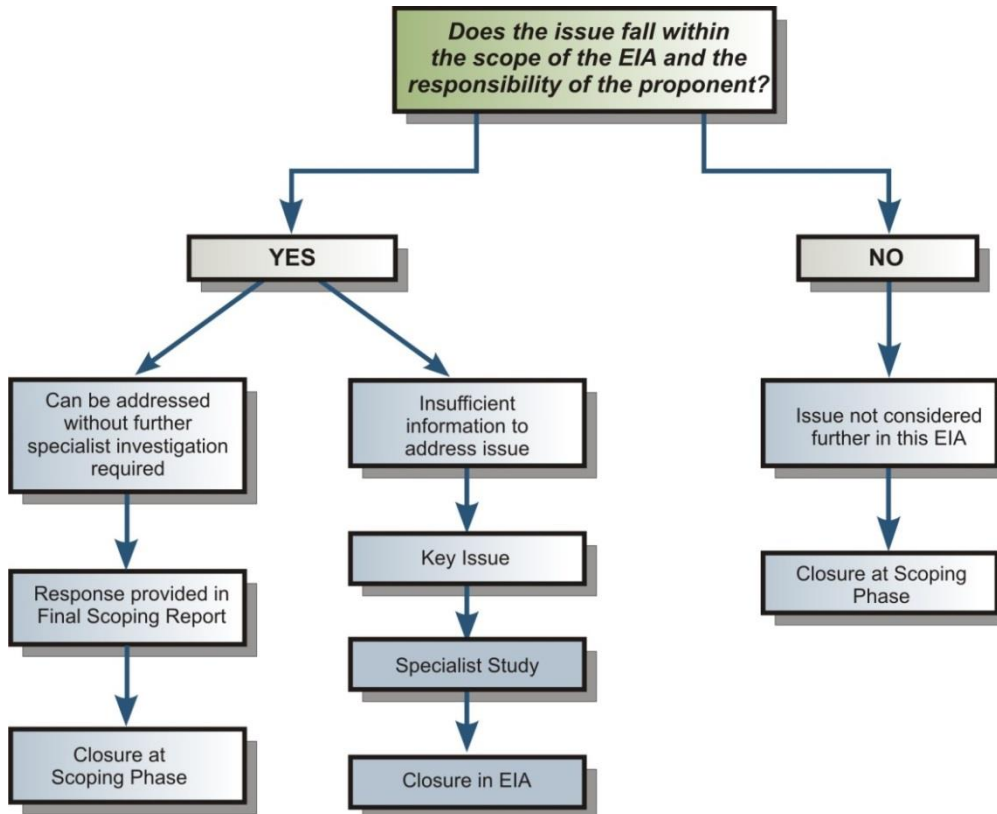 Does the issue fall within
the scope of the EIA and the
responsibility of the proponent?
YES
NO
Can be addressed
without further
specialist investigation
required
Insufficient
information to
address issue
Issue not considered
further in this EIA
Key Issue
Closure at Scoping
Phase
Response provided in
Final Scoping Report
Specialist Study
Closure at
Scoping Phase
Closure in EIA